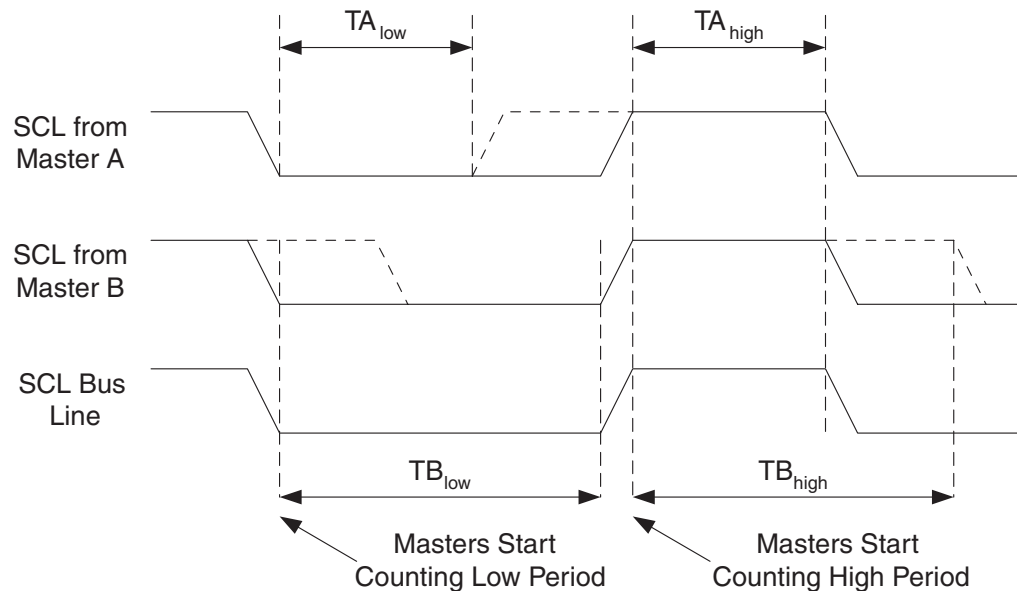 TA low
TA high
SCL from
Master A
SCL from
Master B
SCL Bus
Line
TB low
TB high
Masters Start
Counting Low Period
Masters Start
Counting High Period